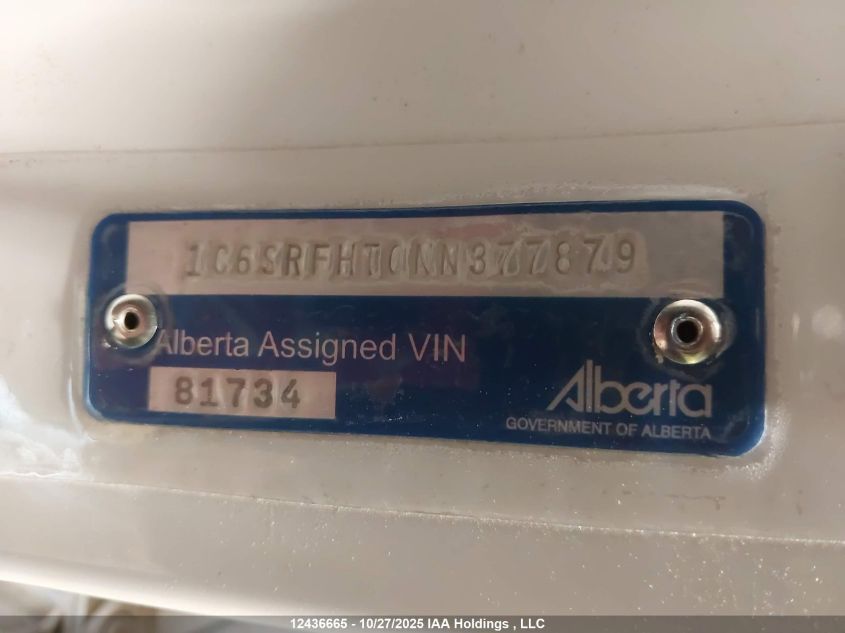 1C6SRFHT0NN377879
Alberta Assigned VIN
81734
Alberta
GOVERNMENT OF ALBERTA
12436665 - 10/27/2025 IAA Holdings , LLC